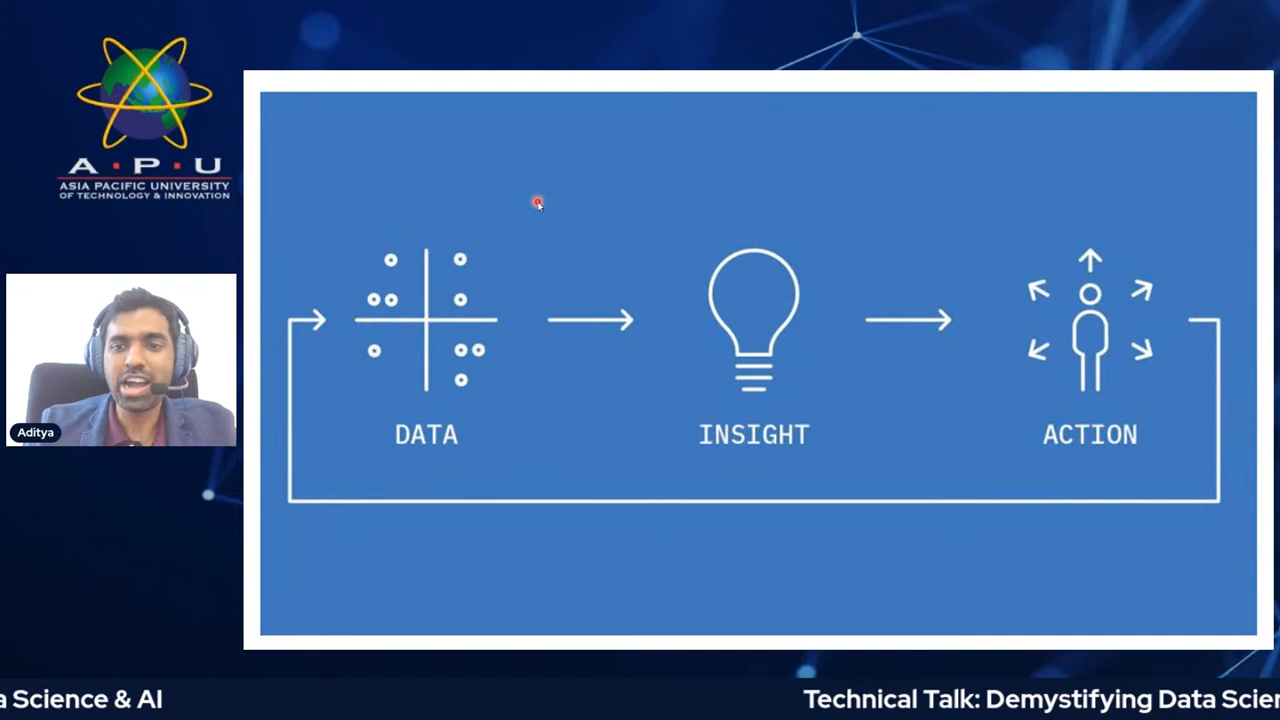 A·P·U
ASIA PACIFIC UNIVERSITY
OF TECHNOLOGY & INNOVATION
Aditya
DATA
INSIGHT
ACTION
a Science & AI
Technical Talk: Demystifying Data Scien